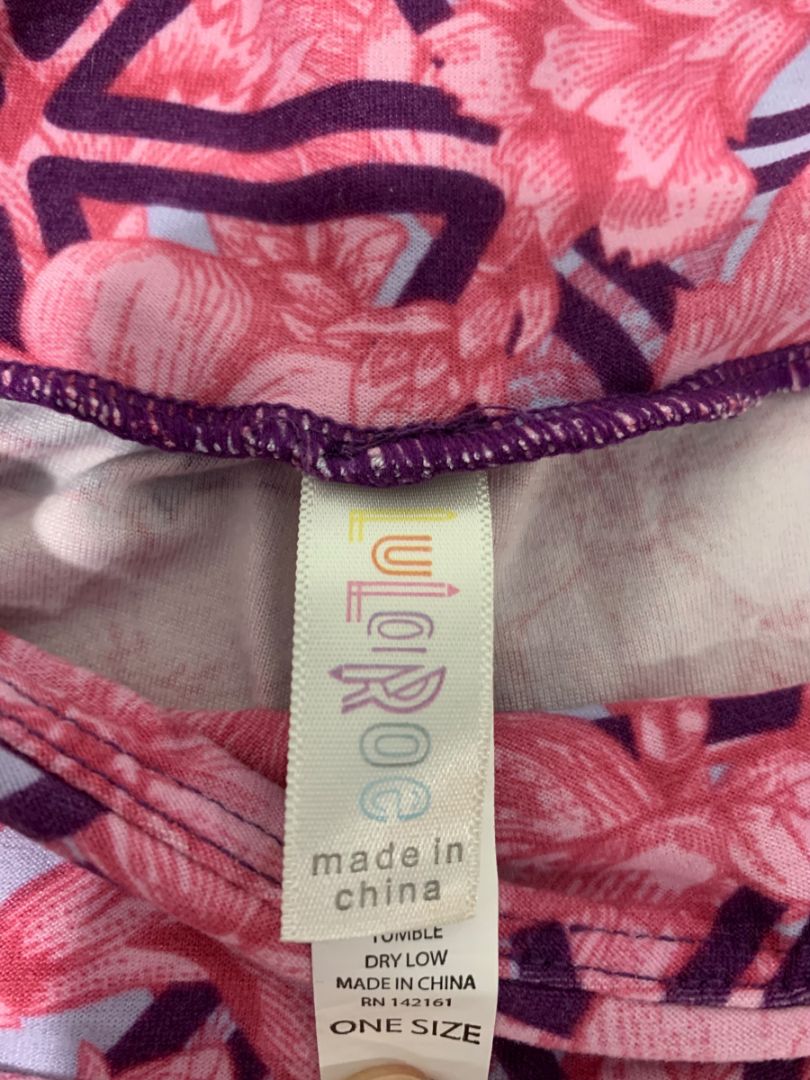 LuLaRoe
made in
china
TUMBLE
DRY LOW
MADE IN CHINA
RN 142161
ONE SIZE